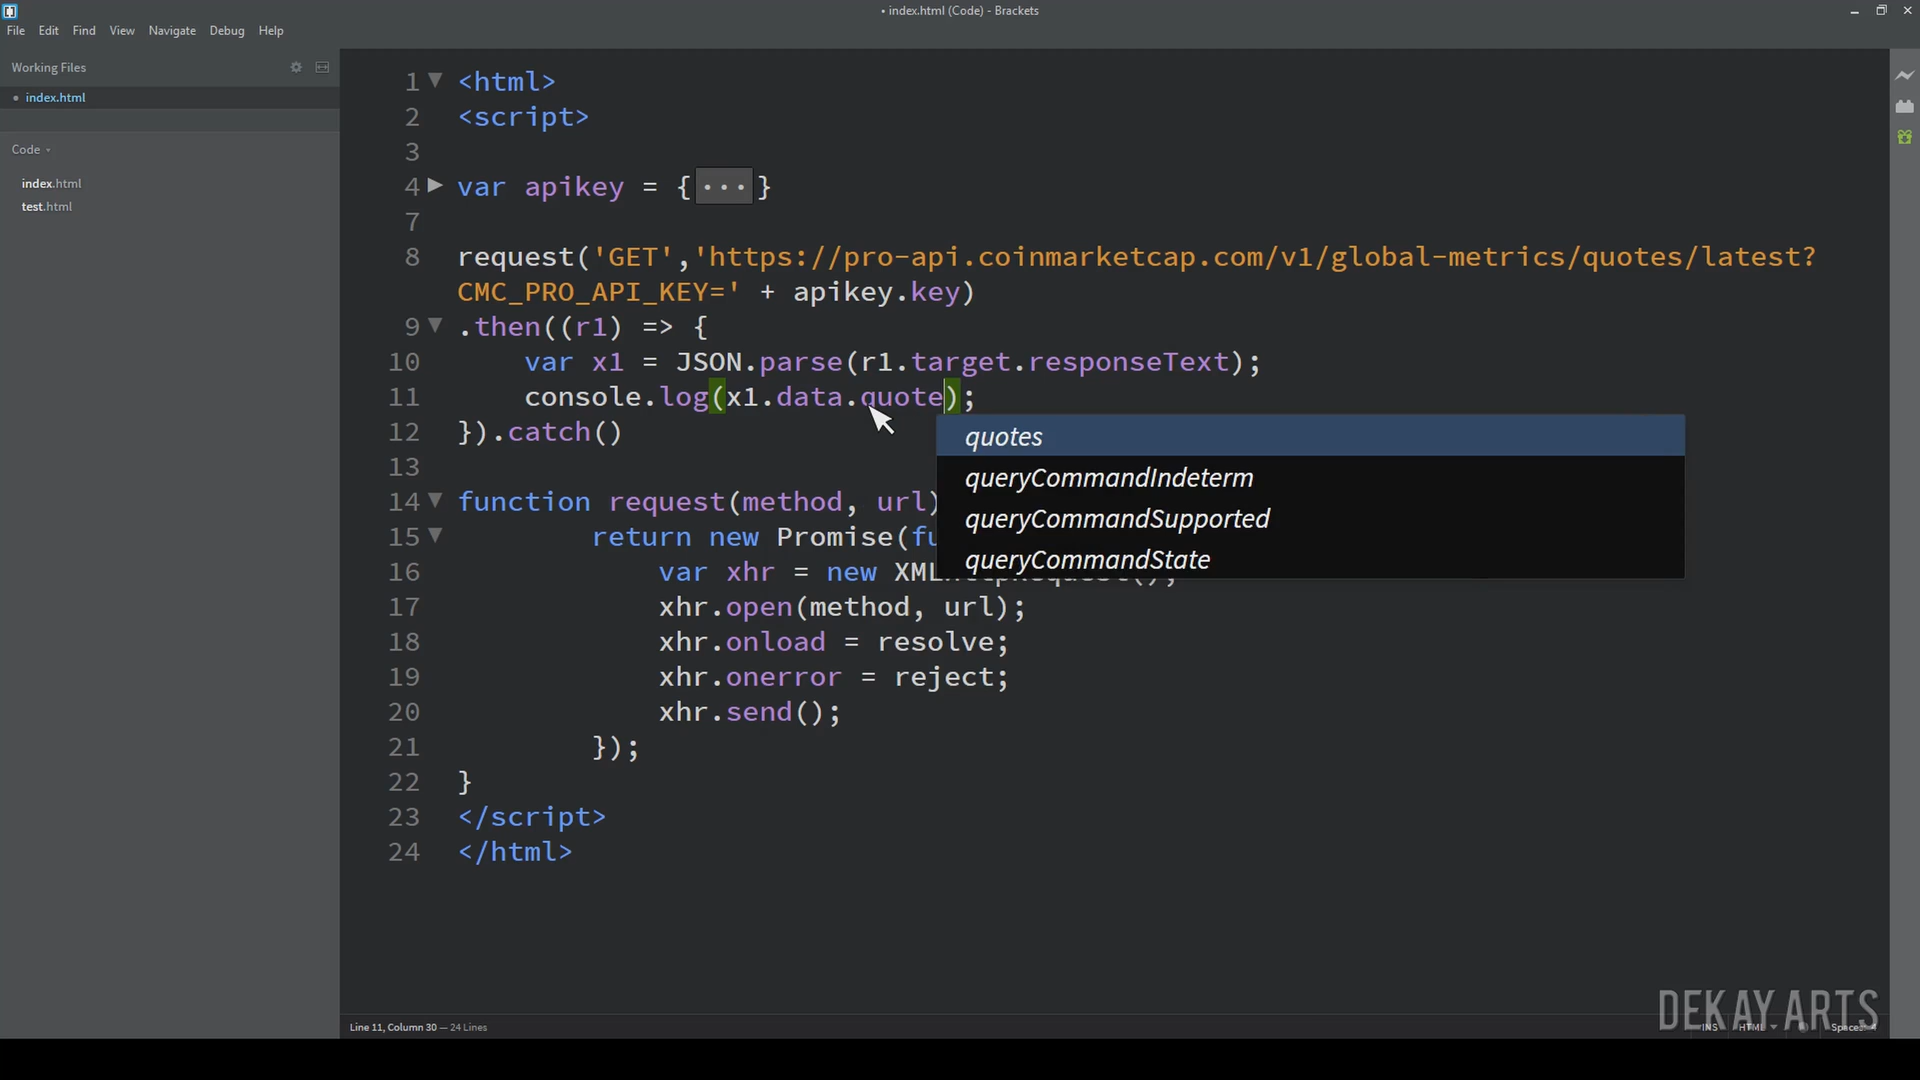 • index.html (Code) - Brackets
File Edit Find View Navigate Debug Help
Working Files
• index.html
Code
index.html
test.html
1 <html>
2 <script>
3
4 var apikey = {...}
7
8 request('GET','https://pro-api.coinmarketcap.com/v1/global-metrics/quotes/latest?
CMC_PRO_API_KEY=' + apikey.key)
9 .then((r1) => {
10 var x1 = JSON.parse(r1.target.responseText);
11 console.log(x1.data.quote);
12 }).catch()
quotes
queryCommandIndeterm
queryCommandSupported
queryCommandState
13
14 function request(method, url)
15 return new Promise(fu
16 var xhr = new XMLHttpRequest();
17 xhr.open(method, url);
18 xhr.onload = resolve;
19 xhr.onerror = reject;
20 xhr.send();
21 });
22 }
23 </script>
24 </html>
Line 11, Column 30 — 24 Lines
INS HTML Spaces: 4
DEKAY ARTS